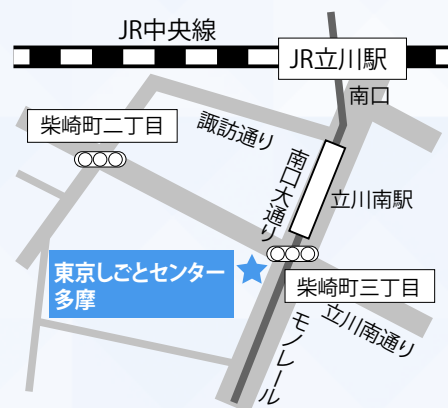 JR中央線
JR立川駅
南口
柴崎町二丁目
諏訪通り
南口大通り
立川南駅
東京しごとセンター
多摩
柴崎町三丁目
立川南通り
モノレール